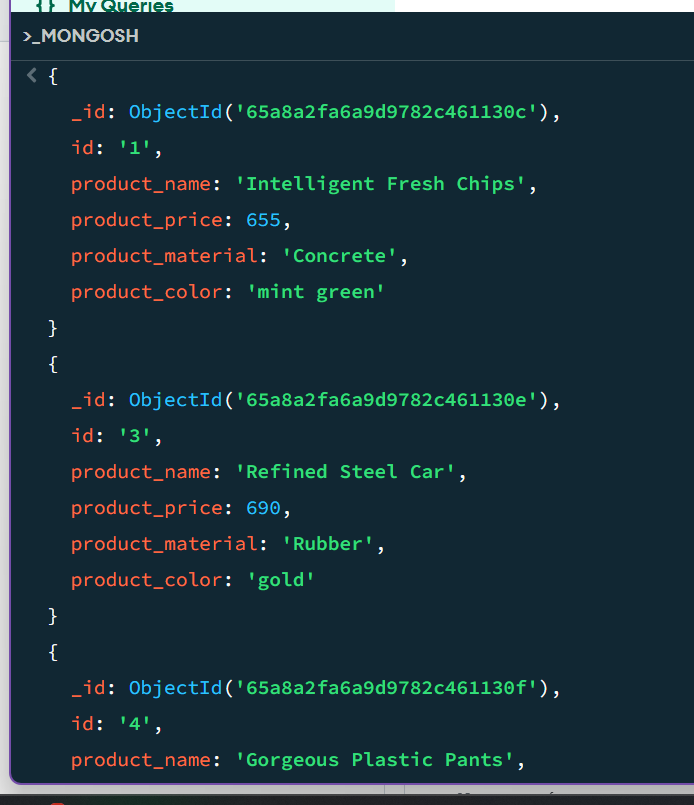 {} My Queries
>_MONGOSH
< {
_id: ObjectId('65a8a2fa6a9d9782c461130c'),
id: '1',
product_name: 'Intelligent Fresh Chips',
product_price: 655,
product_material: 'Concrete',
product_color: 'mint green'
}
{
_id: ObjectId('65a8a2fa6a9d9782c461130e'),
id: '3',
product_name: 'Refined Steel Car',
product_price: 690,
product_material: 'Rubber',
product_color: 'gold'
}
{
_id: ObjectId('65a8a2fa6a9d9782c461130f'),
id: '4',
product_name: 'Gorgeous Plastic Pants',